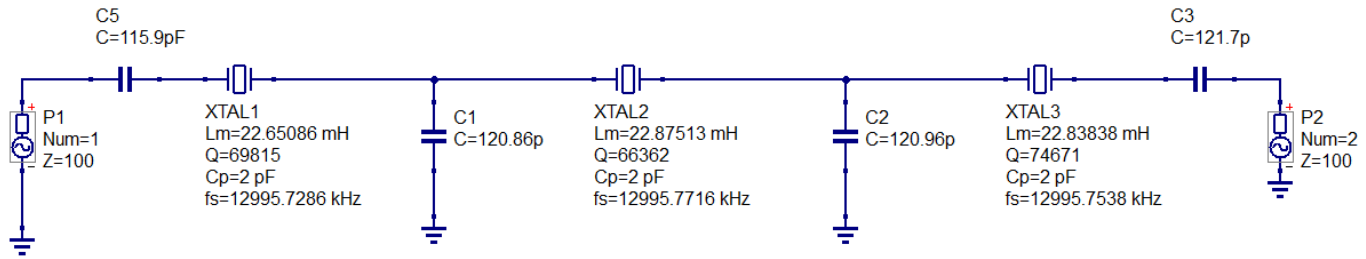 C5
C=115.9pF
C3
C=121.7p
P1
Num=1
Z=100
XTAL1
Lm=22.65086 mH
Q=69815
Cp=2 pF
fs=12995.7286 kHz
C1
C=120.86p
XTAL2
Lm=22.87513 mH
Q=66362
Cp=2 pF
fs=12995.7716 kHz
C2
C=120.96p
XTAL3
Lm=22.83838 mH
Q=74671
Cp=2 pF
fs=12995.7538 kHz
P2
Num=2
Z=100